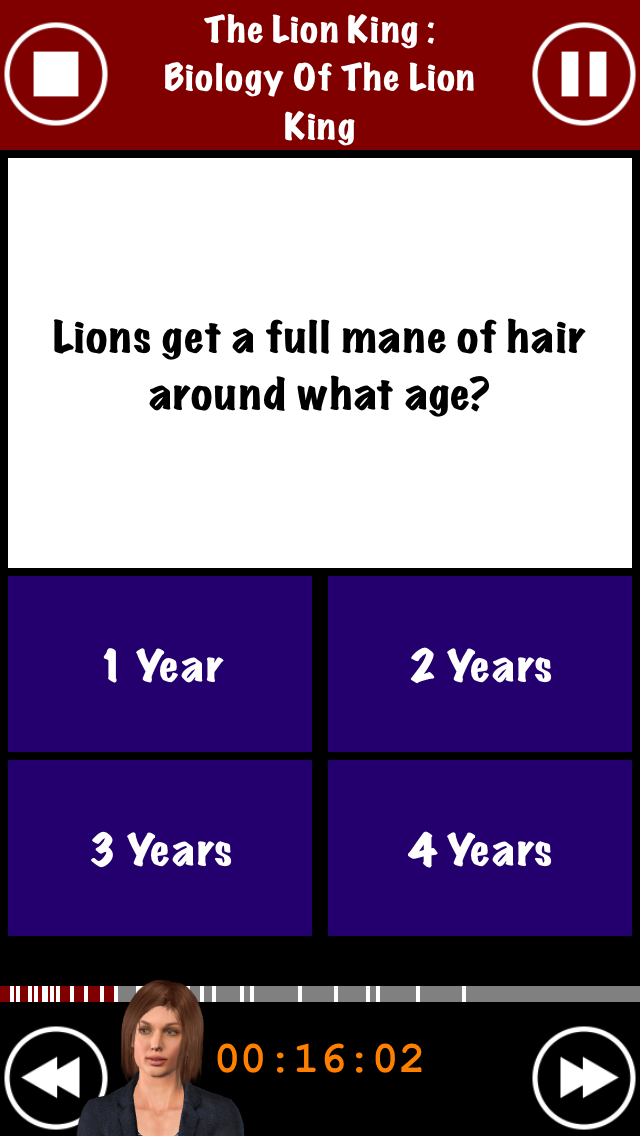 The Lion King :
Biology Of The Lion
King
Lions get a full mane of hair
around what age?
1 Year
2 Years
3 Years
4 Years
00:16:02